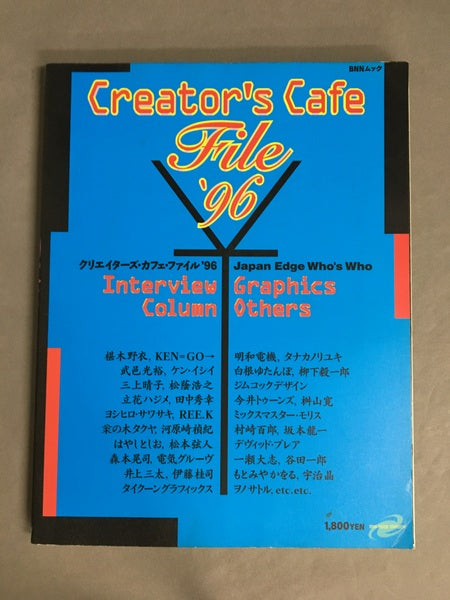 BNNムック
Creator's Cafe
File
'96
クリエイターズ・カフェ・ファイル'96
Interview
Column
椹木野衣、KEN=GO→
武邑光裕、ケン・イシイ
三上晴子、松蔭浩之
立花ハジメ、田中秀幸
ヨシヒロ・サワサキ、REE.K
栄の木タクヤ、河原崎禎紀
はやしとしお、松本弦人
森本晃司、電気グルーヴ
井上三太、伊藤桂司
タイクーングラフィックス
Japan Edge Who's Who
Graphics
Others
明和電機、タナカノリユキ
白根ゆたんぽ、柳下毅一郎
ジムコックデザイン
今井トゥーンズ、桝山寛
ミックスマスター・モリス
村崎百郎、坂本龍一
デヴィッド・ブレア
一瀬大志、谷田一郎
もとみやかをる、宇治晶
ヲノサトル、etc.etc.
1,800YEN